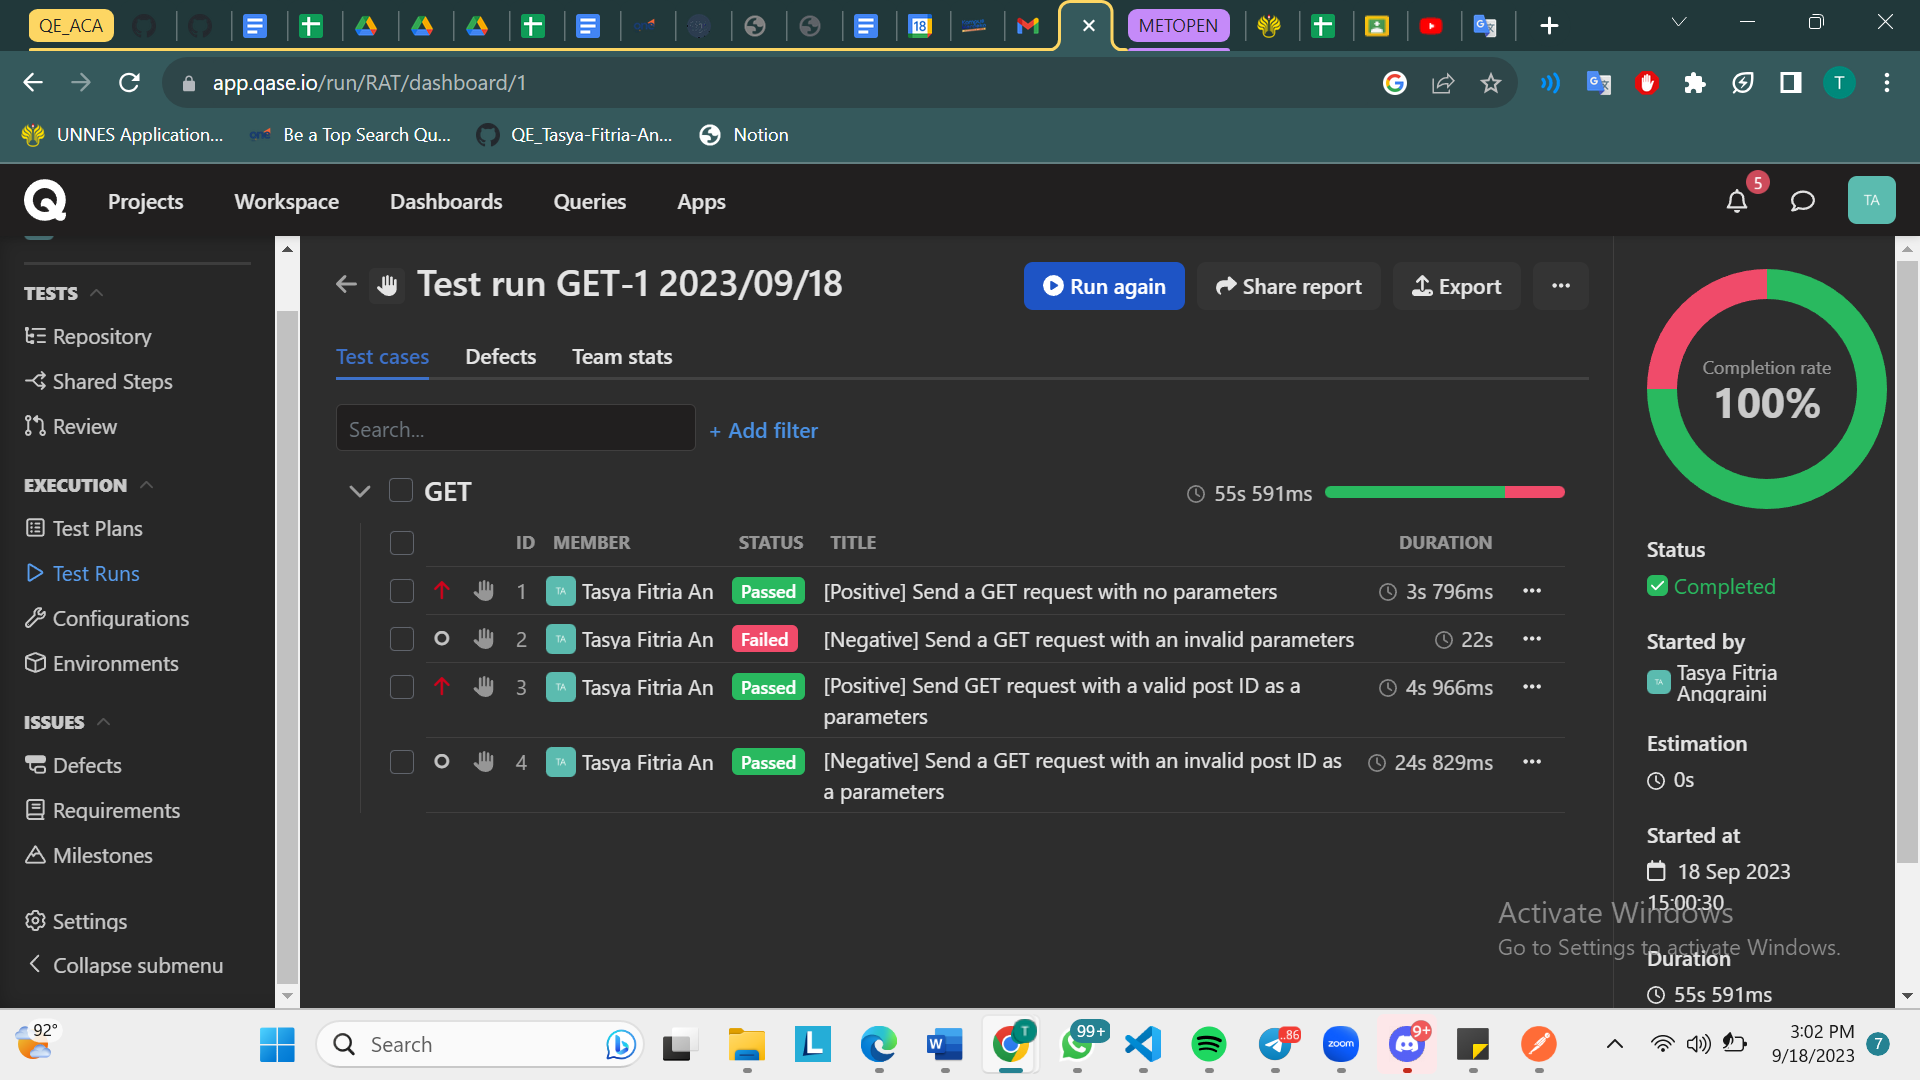 QE_ACA
METOPEN
app.qase.io/run/RAT/dashboard/1
T
UNNES Application...
Be a Top Search Qu...
QE_Tasya-Fitria-An...
Notion
Projects
Workspace
Dashboards
Queries
Apps
5
TA
TESTS
Repository
Shared Steps
Review
EXECUTION
Test Plans
Test Runs
Configurations
Environments
ISSUES
Defects
Requirements
Milestones
Settings
Collapse submenu
Test run GET-1 2023/09/18
Run again
Share report
Export
Test cases
Defects
Team stats
Search...
+ Add filter
GET
55s 591ms
ID MEMBER STATUS TITLE DURATION
1 TA Tasya Fitria An Passed [Positive] Send a GET request with no parameters 3s 796ms
2 TA Tasya Fitria An Failed [Negative] Send a GET request with an invalid parameters 22s
3 TA Tasya Fitria An Passed [Positive] Send GET request with a valid post ID as a 4s 966ms
parameters
4 TA Tasya Fitria An Passed [Negative] Send a GET request with an invalid post ID as 24s 829ms
a parameters
Completion rate
100%
Status
Completed
Started by
TA Tasya Fitria
Anggraini
Estimation
0s
Started at
18 Sep 2023
15:00:30
Duration
55s 591ms
Activate Windows
Go to Settings to activate Windows.
92°
Search
L
W
T
99+
..86
zoom
9+
3:02 PM
9/18/2023
7